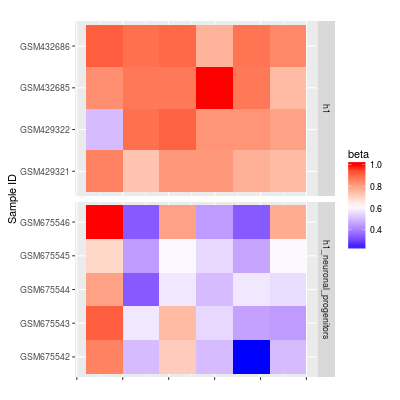 GSM432686
GSM432685
GSM429322
GSM429321
h1
GSM675546
GSM675545
GSM675544
GSM675543
GSM675542
h1_neuronal_progenitors
Sample ID
beta
1.0
0.8
0.6
0.4